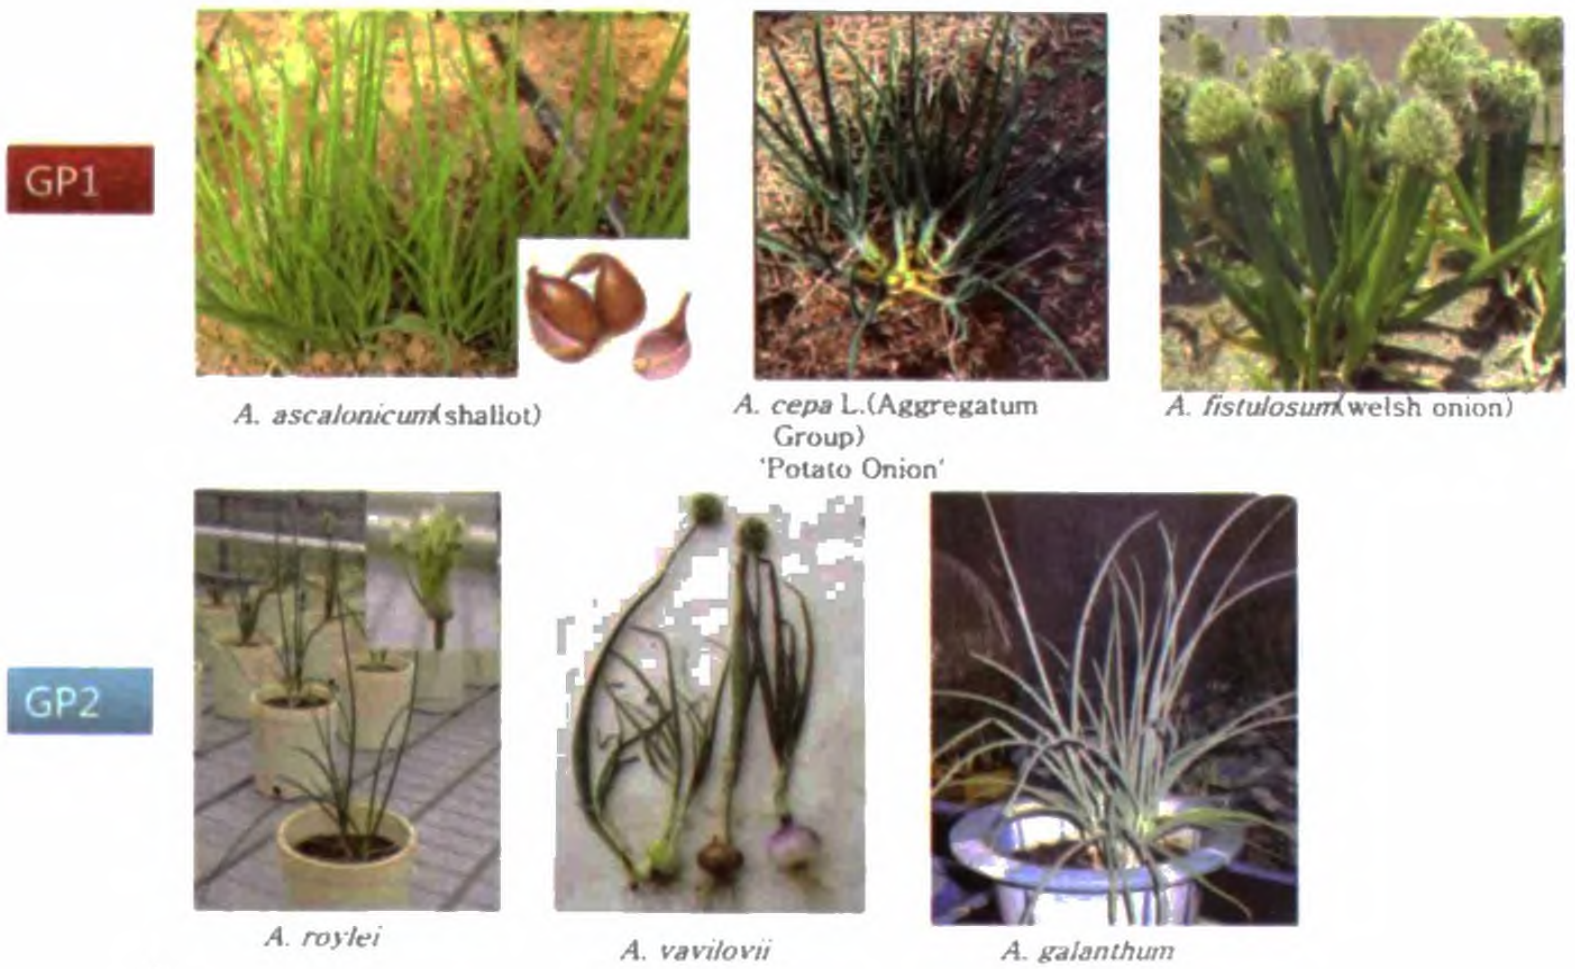 GP1
A. ascalonicum(shallot)
A. cepa L.(Aggregatum
Group)
'Potato Onion'
A. fistulosum(welsh onion)
GP2
A. roylei
A. vavilovii
A. galanthum